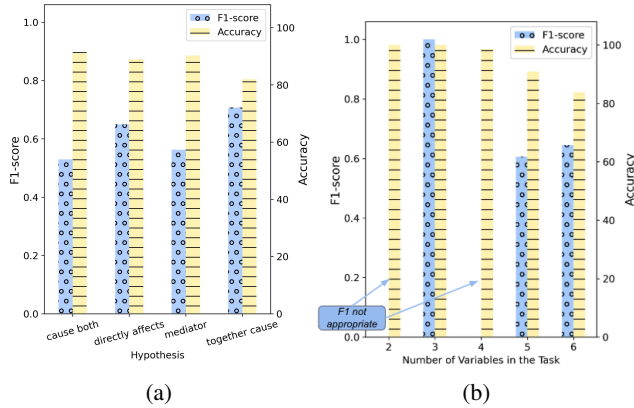 F1-score
Accuracy
1.0
0.8
0.6
0.4
0.2
0.0
F1-score
100
80
60
40
20
0
Accuracy
cause both
directly affects
mediator
together cause
Hypothesis
(a)
F1-score
Accuracy
1.0
0.8
0.6
0.4
0.2
0.0
F1-score
100
80
60
40
20
0
Accuracy
F1 not
appropriate
2 3 4 5 6
Number of Variables in the Task
(b)